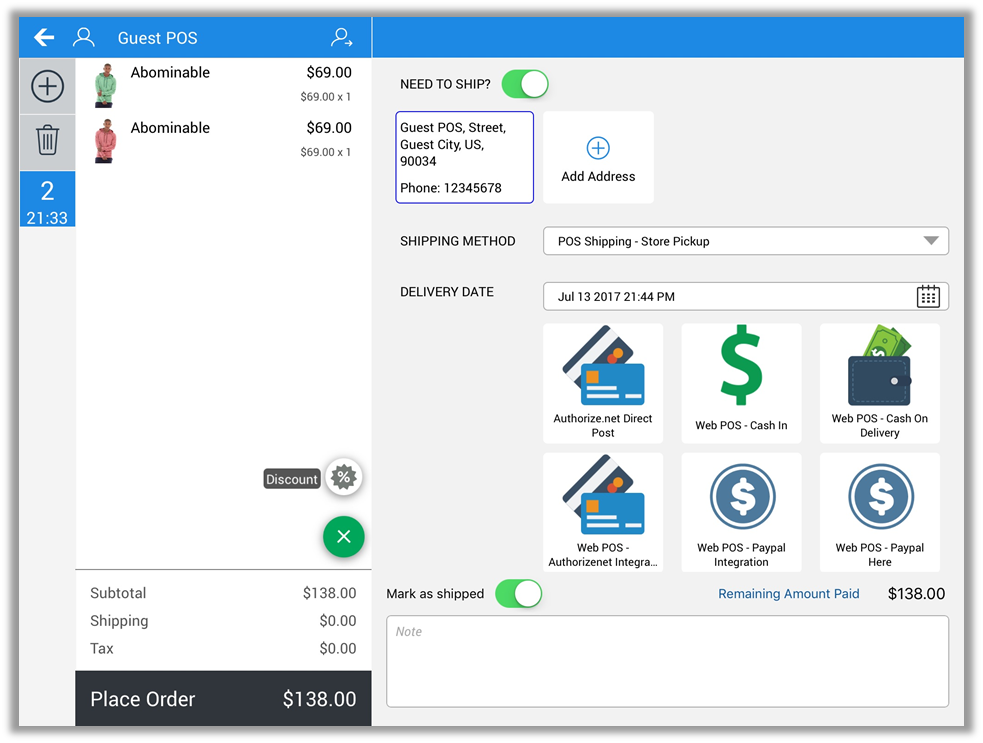 Guest POS
Abominable $69.00
$69.00 x 1
Abominable $69.00
$69.00 x 1
2
21:33
Discount
%
Subtotal $138.00
Shipping $0.00
Tax $0.00
Place Order $138.00
NEED TO SHIP?
Guest POS, Street,
Guest City, US,
90034
Phone: 12345678
Add Address
SHIPPING METHOD
POS Shipping - Store Pickup
DELIVERY DATE
Jul 13 2017 21:44 PM
Authorize.net Direct
Post
$
Web POS - Cash In
$
Web POS - Cash On
Delivery
Web POS -
Authorizenet Integra...
$
Web POS - Paypal
Integration
$
Web POS - Paypal
Here
Mark as shipped
Remaining Amount Paid $138.00
Note